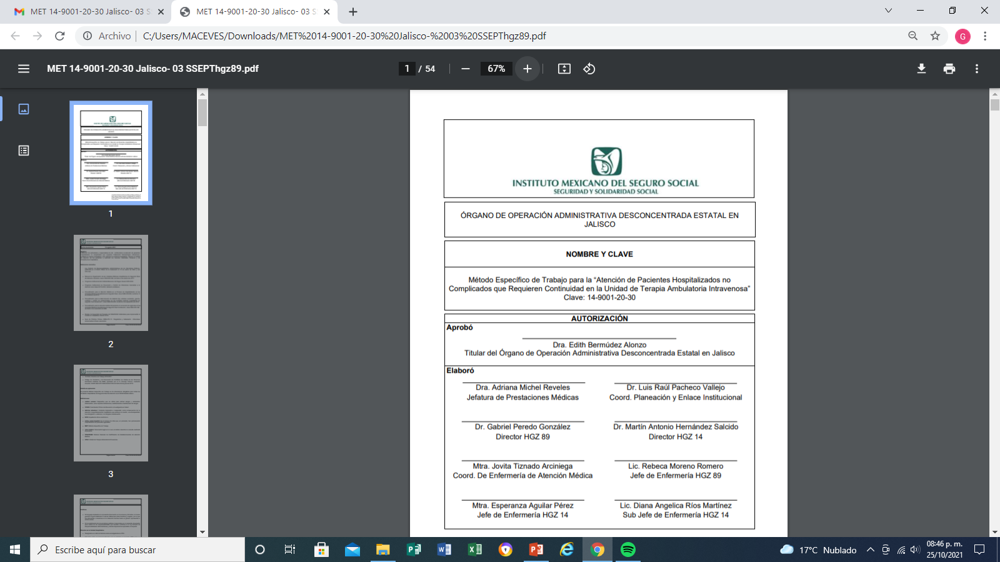 MET 14-9001-20-30 Jalisco- 03 S
MET 14-9001-20-30 Jalisco- 03 S
Archivo
C:/Users/MACEVES/Downloads/MET%2014-9001-20-30%20Jalisco-%2003%20SSEPThgz89.pdf
G
MET 14-9001-20-30 Jalisco- 03 SSEPThgz89.pdf
1 / 54
67%
1
2
3
INSTITUTO MEXICANO DEL SEGURO SOCIAL
SEGURIDAD Y SOLIDARIDAD SOCIAL
ÓRGANO DE OPERACIÓN ADMINISTRATIVA DESCONCENTRADA ESTATAL EN
JALISCO
NOMBRE Y CLAVE
Método Específico de Trabajo para la “Atención de Pacientes Hospitalizados no
Complicados que Requieren Continuidad en la Unidad de Terapia Ambulatoria Intravenosa”
Clave: 14-9001-20-30
AUTORIZACIÓN
Aprobó
Dra. Edith Bermúdez Alonzo
Titular del Órgano de Operación Administrativa Desconcentrada Estatal en Jalisco
Elaboró
Dra. Adriana Michel Reveles
Jefatura de Prestaciones Médicas
Dr. Luis Raúl Pacheco Vallejo
Coord. Planeación y Enlace Institucional
Dr. Gabriel Peredo González
Director HGZ 89
Dr. Martín Antonio Hernández Salcido
Director HGZ 14
Mtra. Jovita Tiznado Arciniega
Coord. De Enfermería de Atención Médica
Lic. Rebeca Moreno Romero
Jefe de Enfermería HGZ 89
Mtra. Esperanza Aguilar Pérez
Jefe de Enfermería HGZ 14
Lic. Diana Angelica Ríos Martínez
Sub Jefe de Enfermería HGZ 14
Escribe aquí para buscar
17°C Nublado
08:46 p. m.
25/10/2021